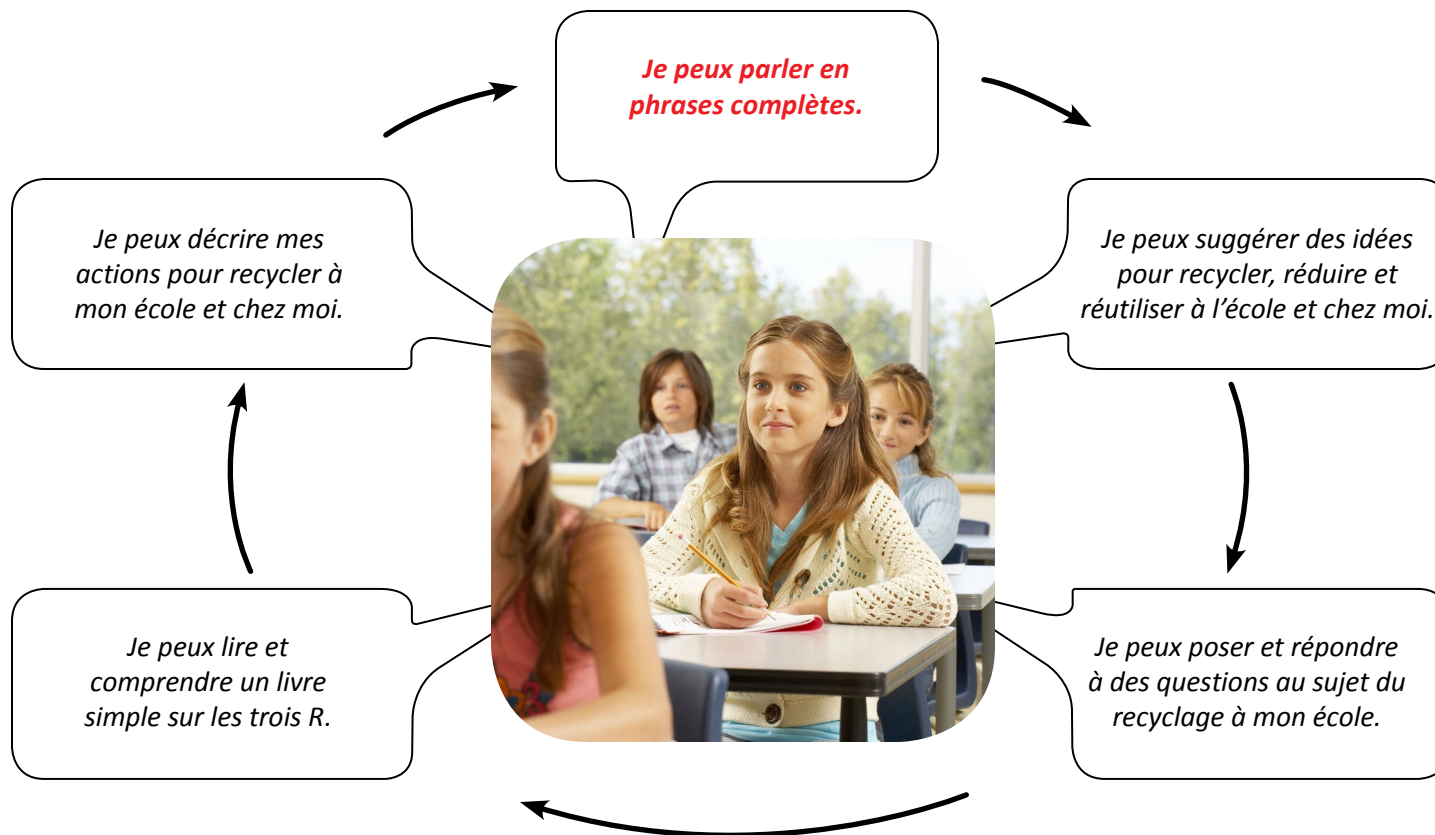 Je peux parler en
phrases complètes.
Je peux suggérer des idées
pour recycler, réduire et
réutiliser à l’école et chez moi.
Je peux poser et répondre
à des questions au sujet du
recyclage à mon école.
Je peux lire et
comprendre un livre
simple sur les trois R.
Je peux décrire mes
actions pour recycler à
mon école et chez moi.